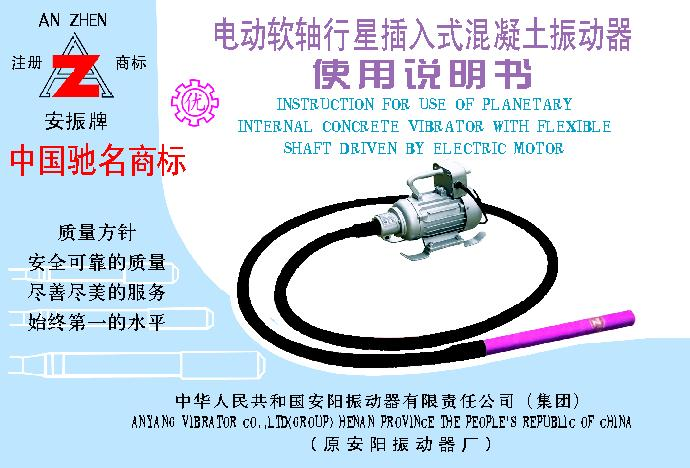 AN ZHEN
注册 商标
Z
安振牌
中国驰名商标
优
电动软轴行星插入式混凝土振动器
使用说明书
INSTRUCTION FOR USE OF PLANETARY
INTERNAL CONCRETE VIBRATOR WITH FLEXIBLE
SHAFT DRIVEN BY ELECTRIC MOTOR
质量方针
安全可靠的质量
尽善尽美的服务
始终第一的水平
中华人民共和国安阳振动器有限责任公司（集团）
ANYANG VIBRATOR CO.,LTD(GROUP) HENAN PROVINCE THE PEOPLE'S REPUBLIC OF CHINA
（原安阳振动器厂）